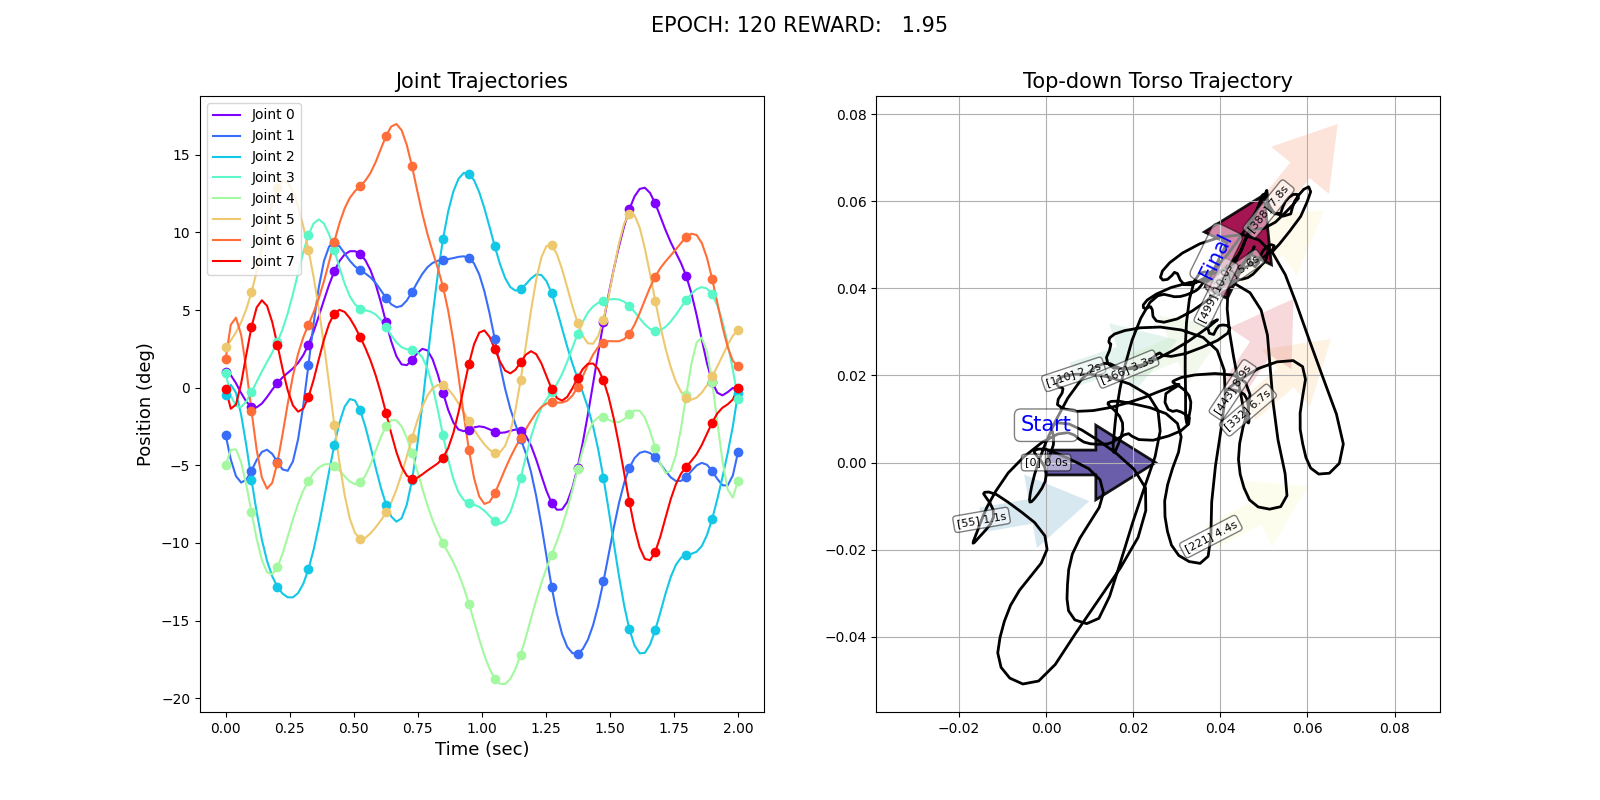 EPOCH: 120 REWARD:   1.95
Joint Trajectories
Joint 0
Joint 1
Joint 2
Joint 3
Joint 4
Joint 5
Joint 6
Joint 7
15
10
5
0
−5
−10
−15
−20
Position (deg)
0.00 0.25 0.50 0.75 1.00 1.25 1.50 1.75 2.00
Time (sec)
Top-down Torso Trajectory
0.08
0.06
0.04
0.02
0.00
−0.02
−0.04
−0.02 0.00 0.02 0.04 0.06 0.08
[388] 7.8s
Final
[110] 2.2s
[166] 3.3s
[443] 8.9s
[332] 6.7s
Start
[0] 0.0s
[55] 1.1s
[221] 4.4s